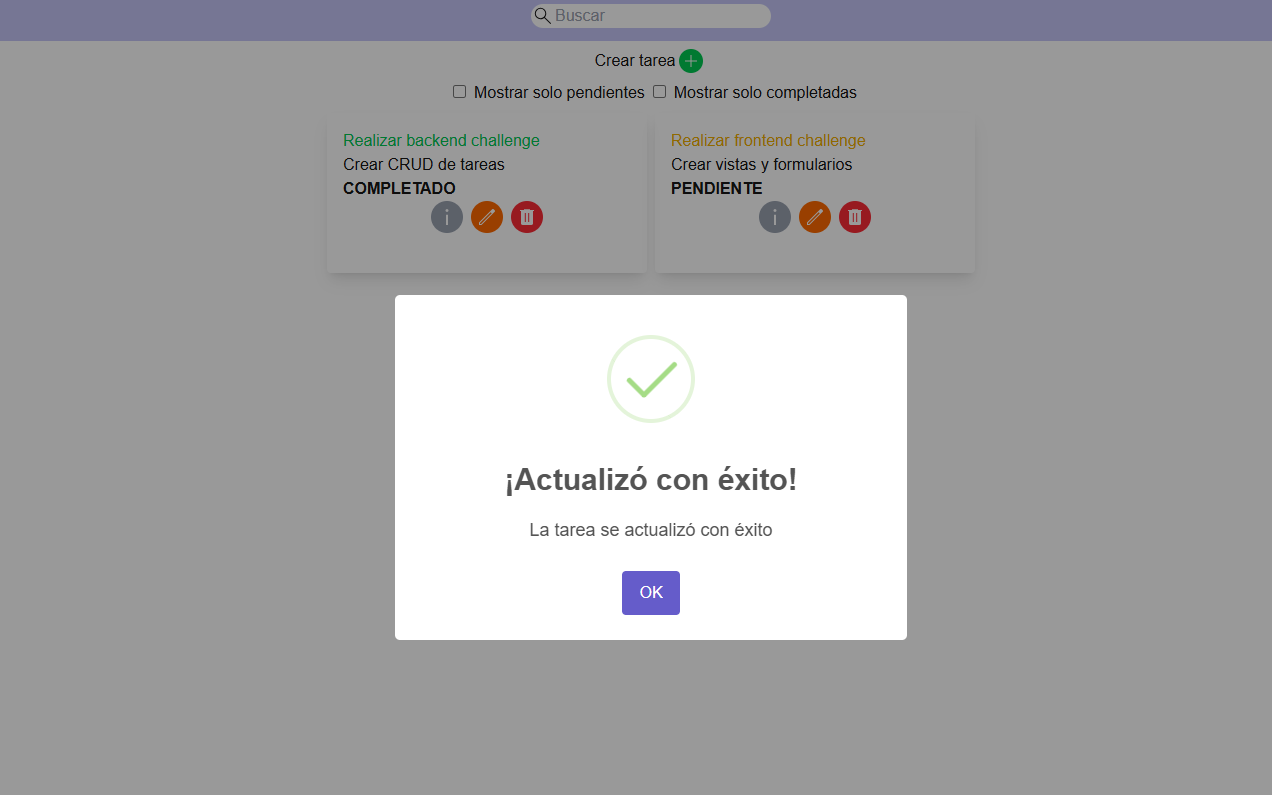 Buscar
Crear tarea
Mostrar solo pendientes Mostrar solo completadas
Realizar backend challenge
Crear CRUD de tareas
COMPLETADO
Realizar frontend challenge
Crear vistas y formularios
PENDIENTE
¡Actualizó con éxito!
La tarea se actualizó con éxito
OK